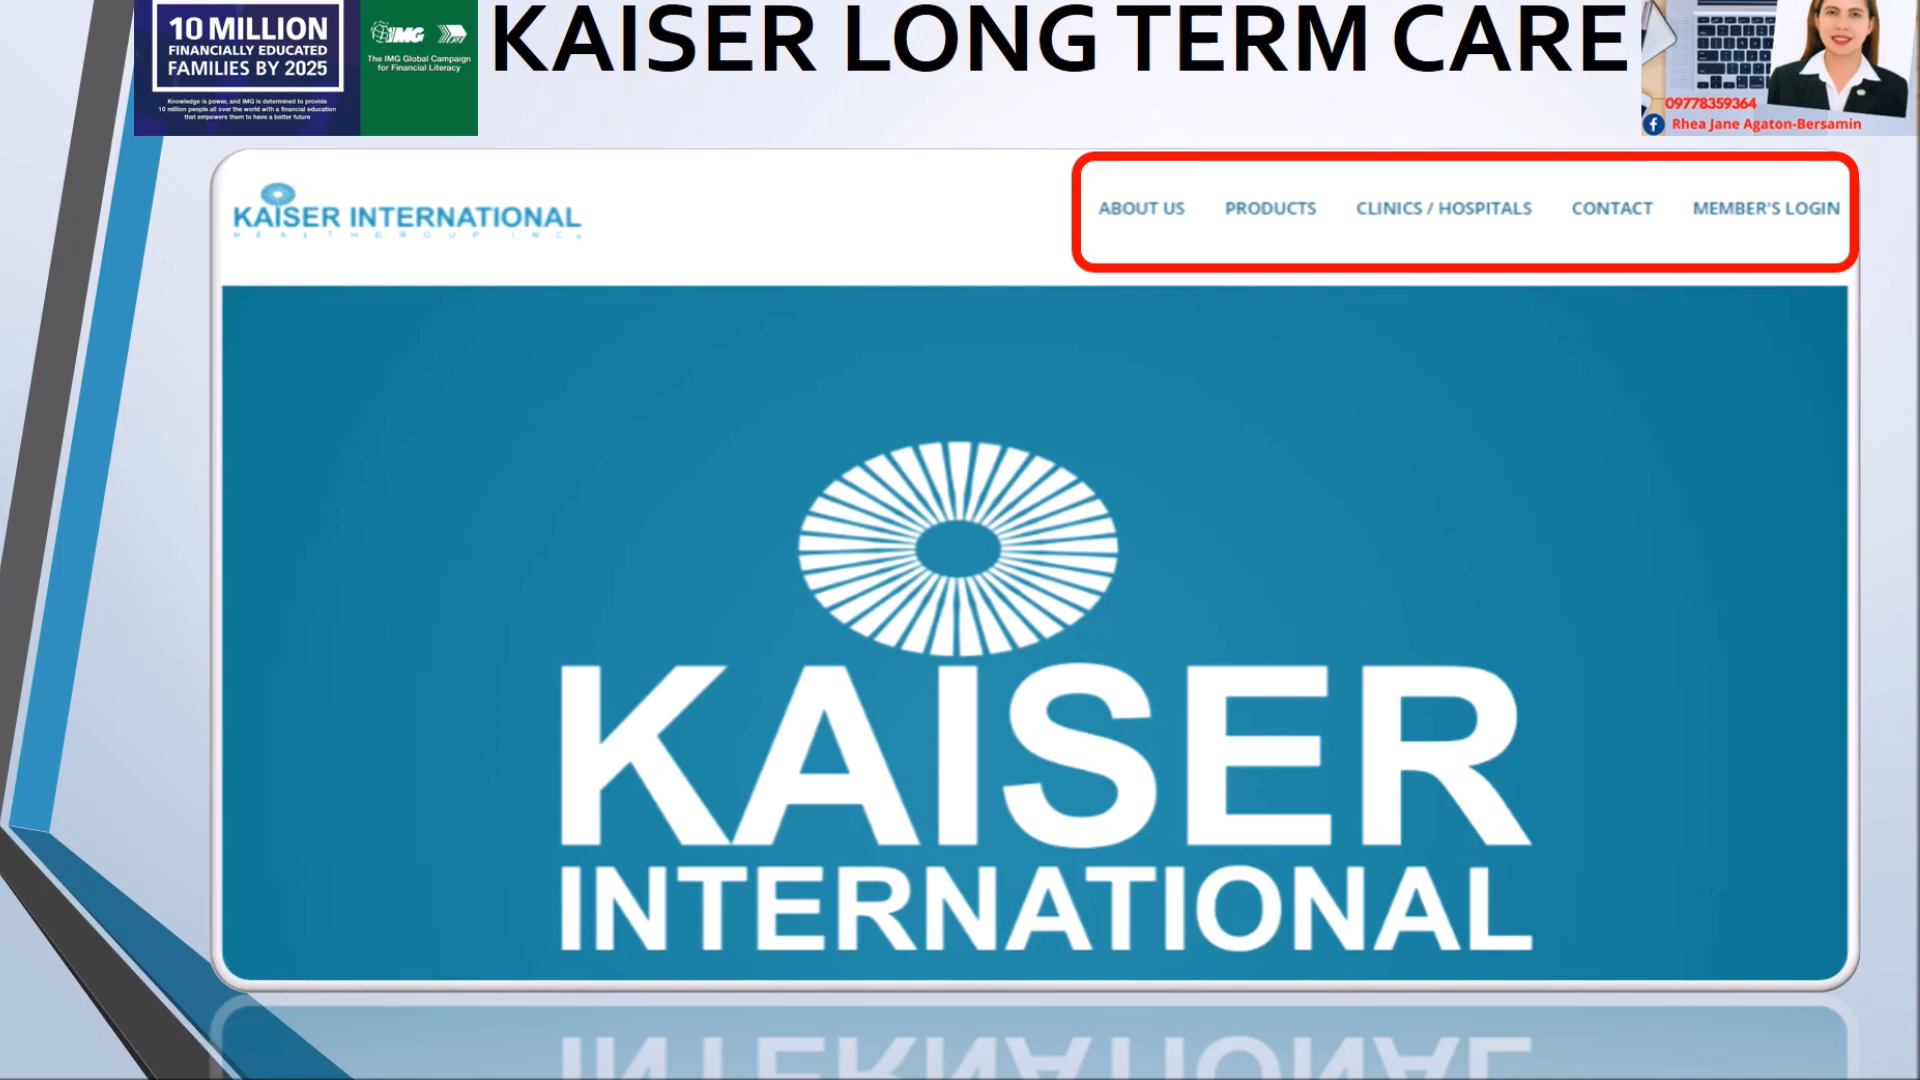 10 MILLION
FINANCIALLY EDUCATED
FAMILIES BY 2025
Knowledge is power, and IMG is determined to provide
10 million people all over the world with a financial education
that empowers them to have a better future
IMG
The IMG Global Campaign
for Financial Literacy
KAISER LONG TERM CARE
09778359364
Rhea Jane Agaton-Bersamin
KAISER INTERNATIONAL
HEALTHGROUP INC.
ABOUT US PRODUCTS CLINICS / HOSPITALS CONTACT MEMBER'S LOGIN
KAISER
INTERNATIONAL
INTERNATIONAL